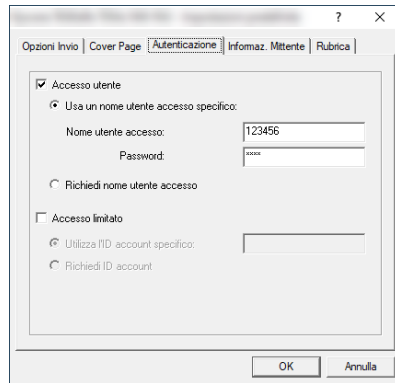 ? ×
Opzioni Invio Cover Page Autenticazione Informaz. Mittente Rubrica
Accesso utente
Usa un nome utente accesso specifico:
Nome utente accesso: 123456
Password: ××××
Richiedi nome utente accesso
Accesso limitato
Utilizza l'ID account specifico:
Richiedi ID account
OK Annulla